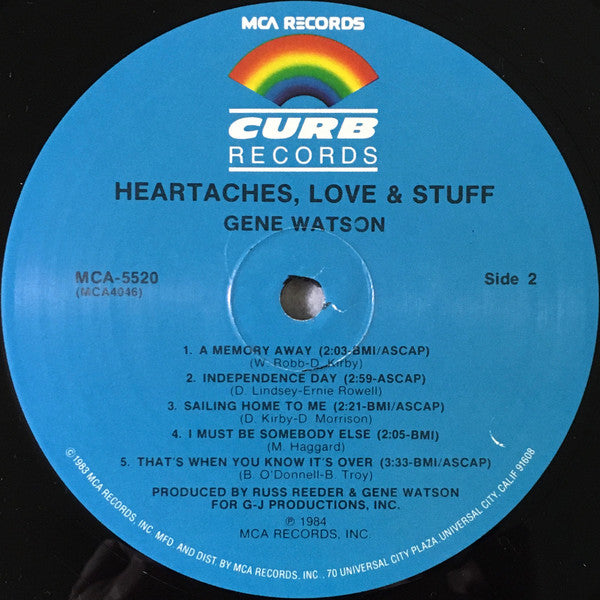 MCA RECORDS
CURB
RECORDS
HEARTACHES, LOVE & STUFF
GENE WATSON
MCA-5520
(MCA4946)
Side 2
1. A MEMORY AWAY (2:03-BMI/ASCAP)
(W. Robb-D. Kirby)
2. INDEPENDENCE DAY (2:59-ASCAP)
(D. Lindsey-Ernie Rowell)
3. SAILING HOME TO ME (2:21-BMI/ASCAP)
(D. Kirby-D. Morrison)
4. I MUST BE SOMEBODY ELSE (2:05-BMI)
(M. Haggard)
5. THAT'S WHEN YOU KNOW IT'S OVER (3:33-BMI/ASCAP)
(B. O'Donnell-B. Troy)
PRODUCED BY RUSS REEDER & GENE WATSON
FOR G-J PRODUCTIONS, INC.
℗ 1984
MCA RECORDS, INC.
© 1983 MCA RECORDS, INC MFD AND DIST. BY MCA RECORDS, INC . 70 UNIVERSAL CITY PLAZA UNIVERSAL CITY, CALIF 91608